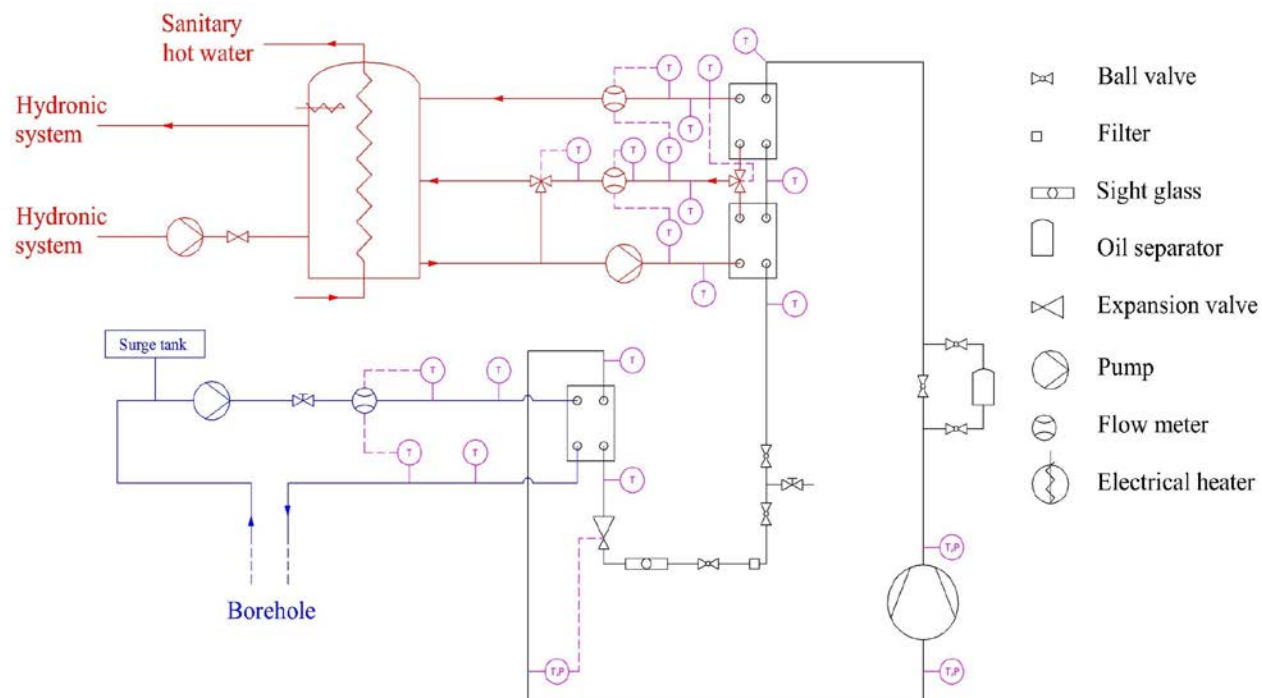 Sanitary
hot water
T
T
T
Hydronic
system
T
T
T
T
T
T
Hydronic
system
T
T
T
Surge tank
T
T
T
T
T
T
Borehole
T,P
T,P
T,P
Ball valve
Filter
Sight glass
Oil separator
Expansion valve
Pump
Flow meter
Electrical heater